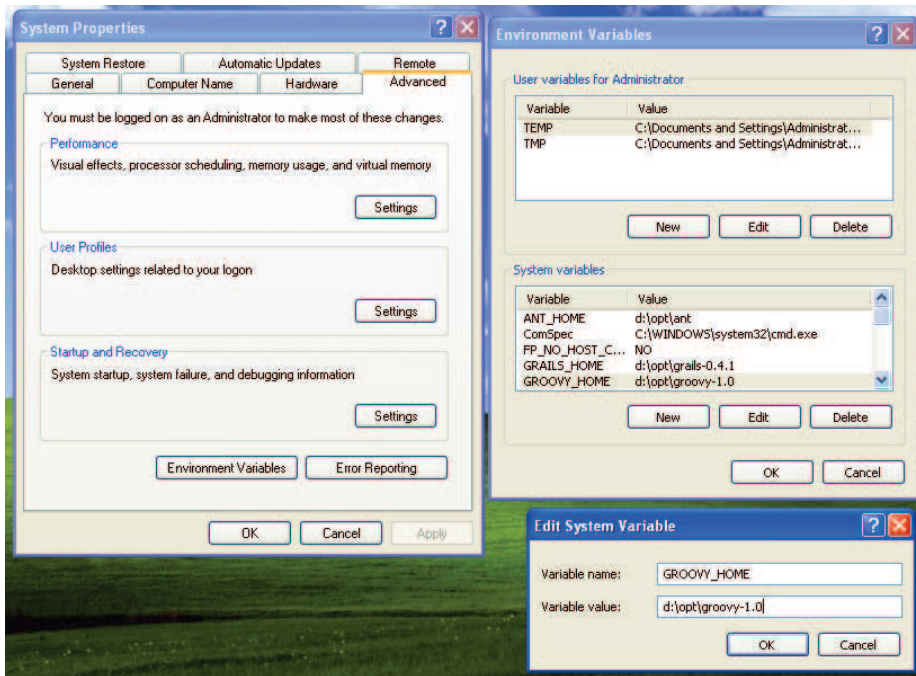 System Properties
System Restore Automatic Updates Remote
General Computer Name Hardware Advanced
You must be logged on as an Administrator to make most of these changes.
Performance
Visual effects, processor scheduling, memory usage, and virtual memory
Settings
User Profiles
Desktop settings related to your logon
Settings
Startup and Recovery
System startup, system failure, and debugging information
Settings
Environment Variables Error Reporting
OK Cancel Apply
Environment Variables
User variables for Administrator
Variable Value
TEMP C:\Documents and Settings\Administrat...
TMP C:\Documents and Settings\Administrat...
New Edit Delete
System variables
Variable Value
ANT_HOME d:\opt\ant
ComSpec C:\WINDOWS\system32\cmd.exe
FP_NO_HOST_C... NO
GRAILS_HOME d:\opt\grails-0.4.1
GROOVY_HOME d:\opt\groovy-1.0
New Edit Delete
OK Cancel
Edit System Variable
Variable name: GROOVY_HOME
Variable value: d:\opt\groovy-1.0
OK Cancel